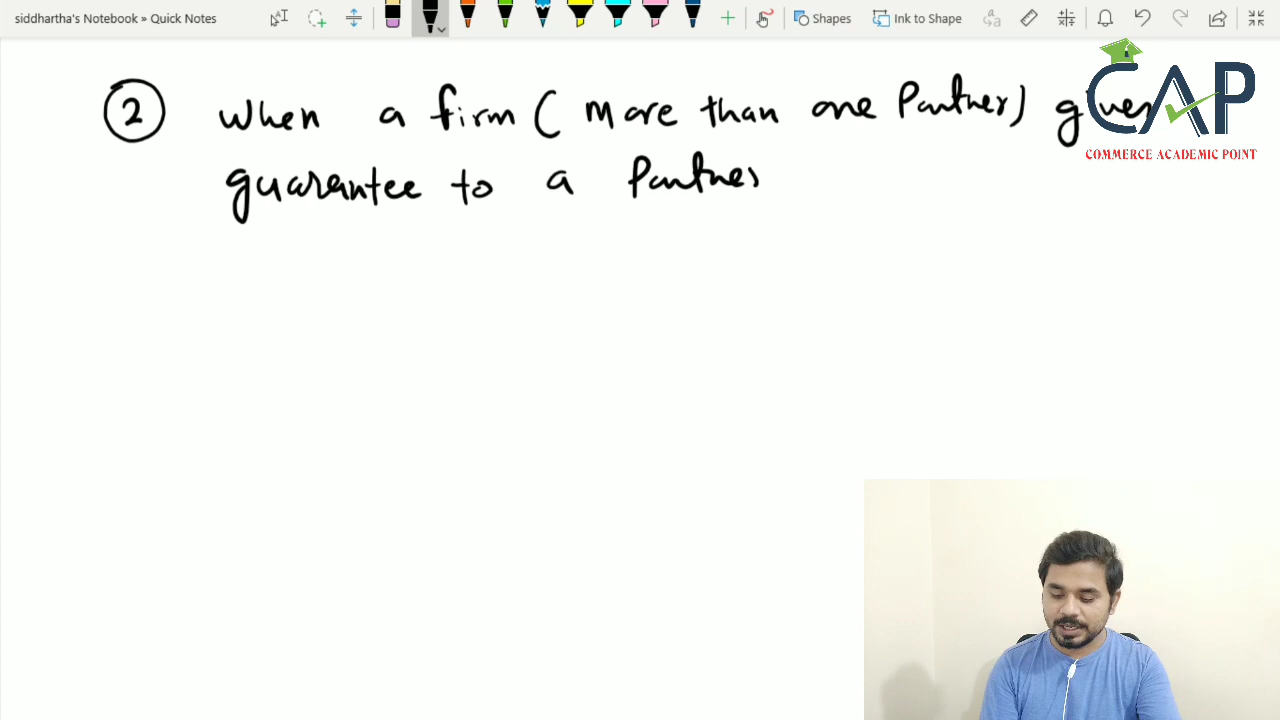 siddhartha's Notebook » Quick Notes
Shapes
Ink to Shape
CAP
COMMERCE ACADEMIC POINT
2 When a firm ( more than one Partner) gives
guarantee to a Partner